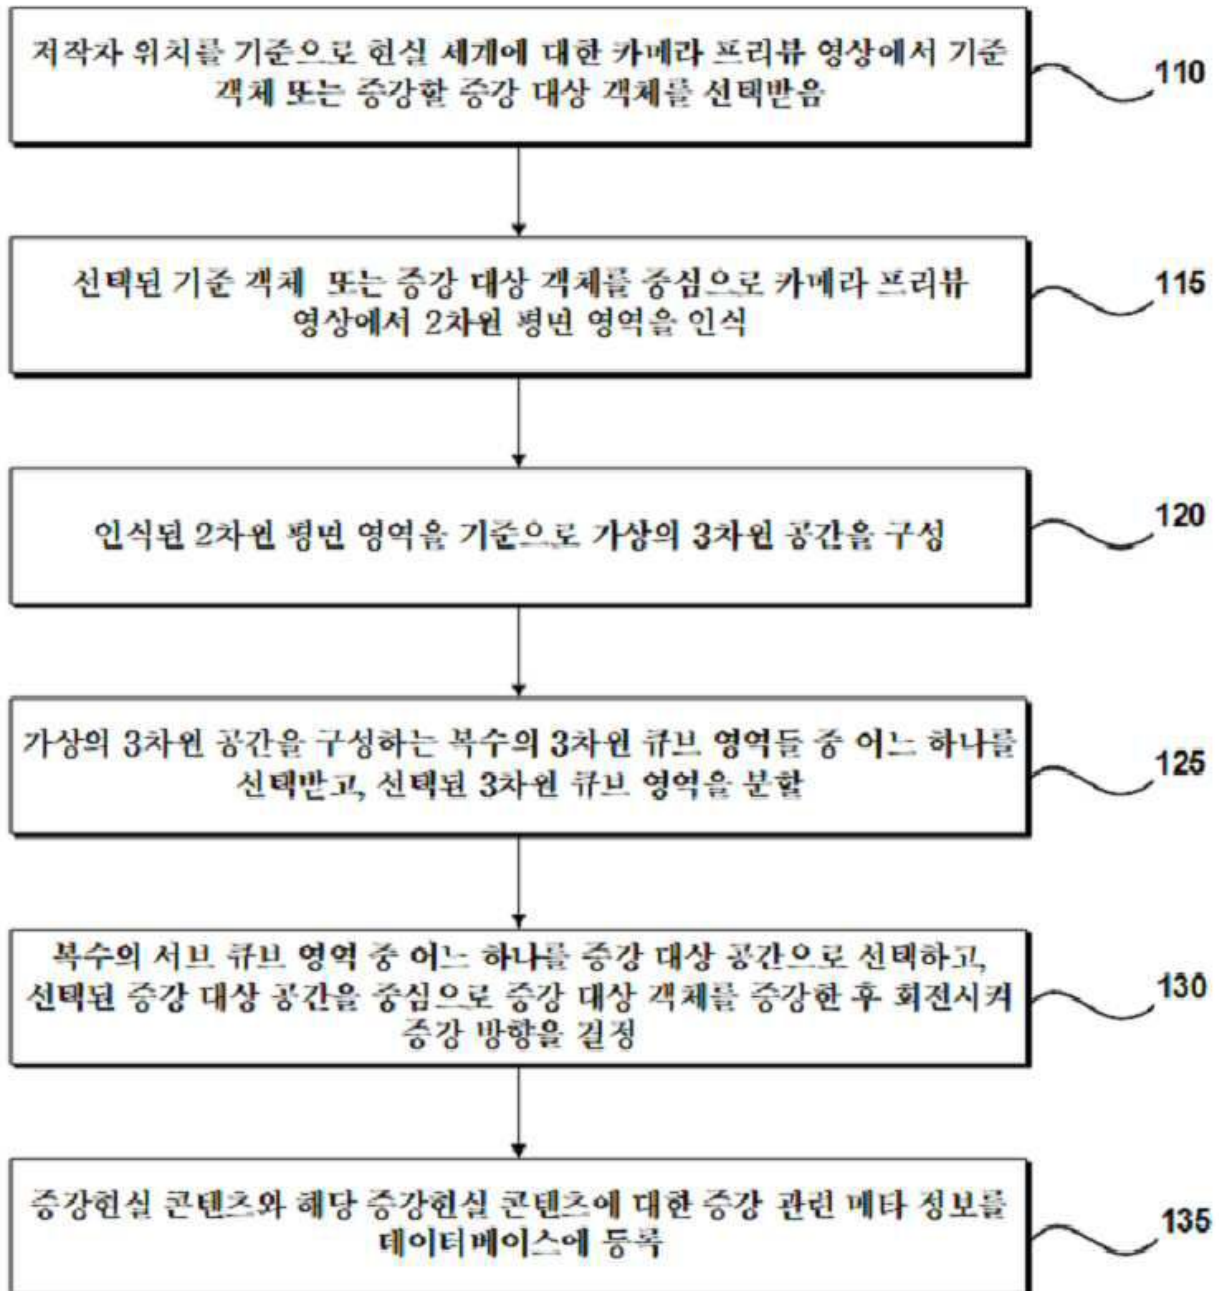 저작자 위치를 기준으로 현실 세계에 대한 카메라 프리뷰 영상에서 기준
객체 또는 증강할 증강 대상 객체를 선택받음
110
선택된 기준 객체 또는 증강 대상 객체를 중심으로 카메라 프리뷰
영상에서 2차원 평면 영역을 인식
115
인식된 2차원 평면 영역을 기준으로 가상의 3차원 공간을 구성
120
가상의 3차원 공간을 구성하는 복수의 3차원 큐브 영역들 중 어느 하나를
선택받고, 선택된 3차원 큐브 영역을 분할
125
복수의 서브 큐브 영역 중 어느 하나를 증강 대상 공간으로 선택하고,
선택된 증강 대상 공간을 중심으로 증강 대상 객체를 증강한 후 회전시켜
증강 방향을 결정
130
증강현실 콘텐츠와 해당 증강현실 콘텐츠에 대한 증강 관련 메타 정보를
데이터베이스에 등록
135